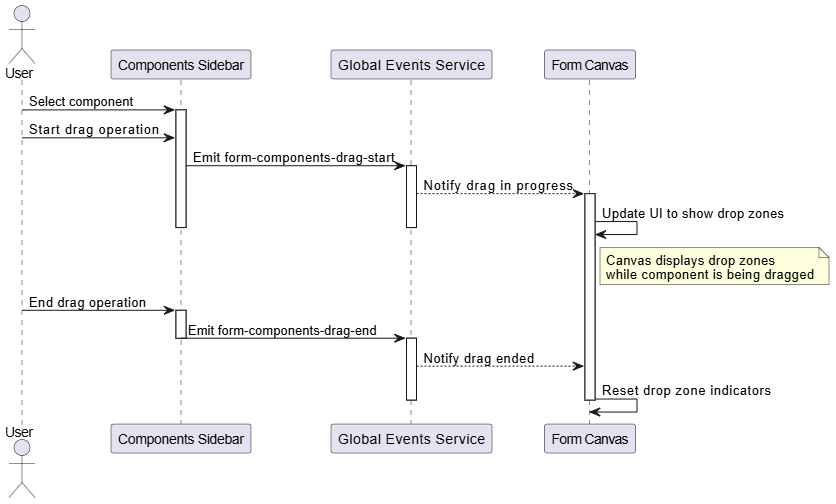 User
Components Sidebar
Global Events Service
Form Canvas
Select component
Start drag operation
Emit form-components-drag-start
Notify drag in progress
Update UI to show drop zones
Canvas displays drop zones
while component is being dragged
End drag operation
Emit form-components-drag-end
Notify drag ended
Reset drop zone indicators
User
Components Sidebar
Global Events Service
Form Canvas